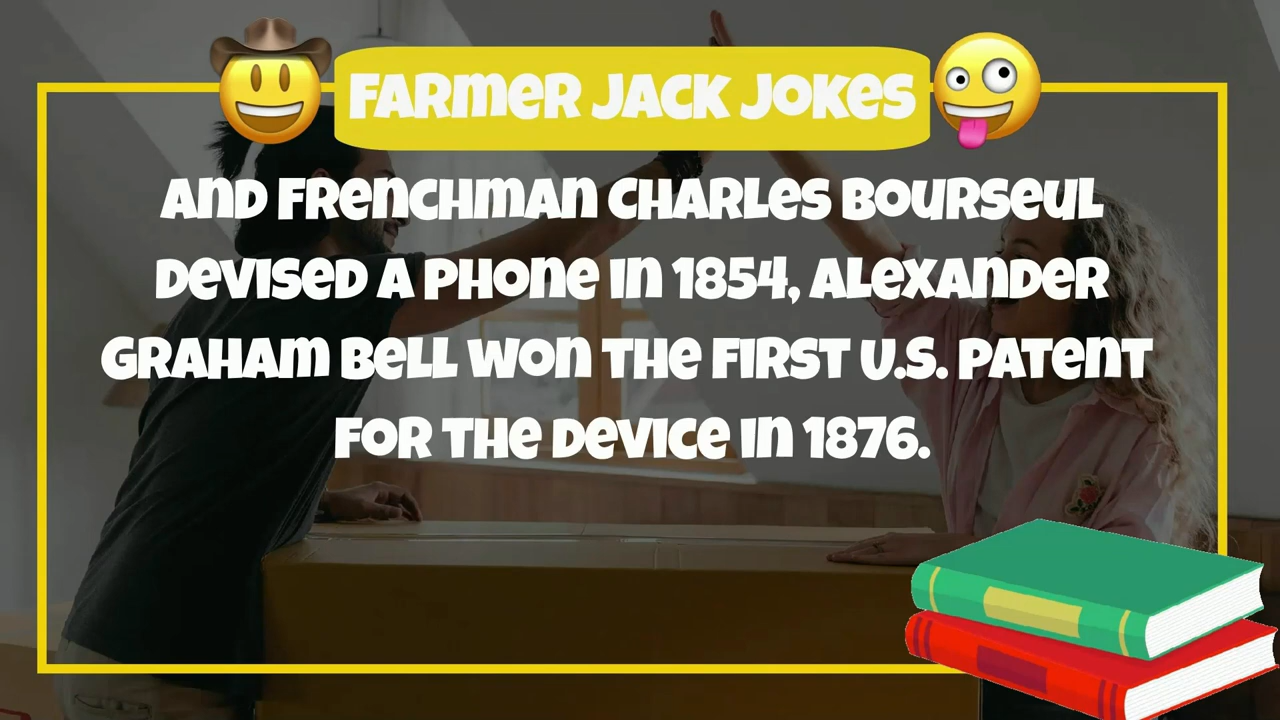 FARMER JACK JOKES
AND FRENCHMAN CHARLES BOURSEUL
DEVISED A PHONE IN 1854, ALEXANDER
GRAHAM BELL WON THE FIRST U.S. PATENT
FOR THE DEVICE IN 1876.